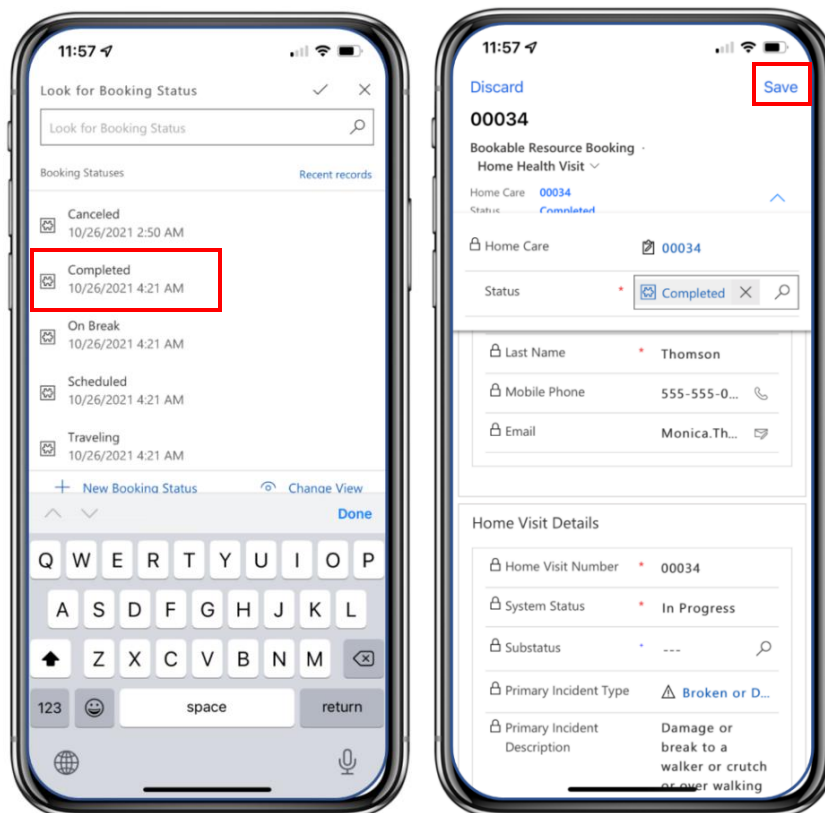 11:57
Look for Booking Status
Look for Booking Status
Booking Statuses Recent records
Canceled
10/26/2021 2:50 AM
Completed
10/26/2021 4:21 AM
On Break
10/26/2021 4:21 AM
Scheduled
10/26/2021 4:21 AM
Traveling
10/26/2021 4:21 AM
New Booking Status Change View
Done
Q W E R T Y U I O P
A S D F G H J K L
Z X C V B N M
123 space return
11:57
Discard Save
00034
Bookable Resource Booking ·
Home Health Visit
Home Care 00034
Status Completed
Home Care 00034
Status * Completed
Last Name * Thomson
Mobile Phone 555-555-0...
Email Monica.Th...
Home Visit Details
Home Visit Number * 00034
System Status * In Progress
Substatus * ---
Primary Incident Type Broken or D...
Primary Incident Damage or
Description break to a
walker or crutch
or over walking